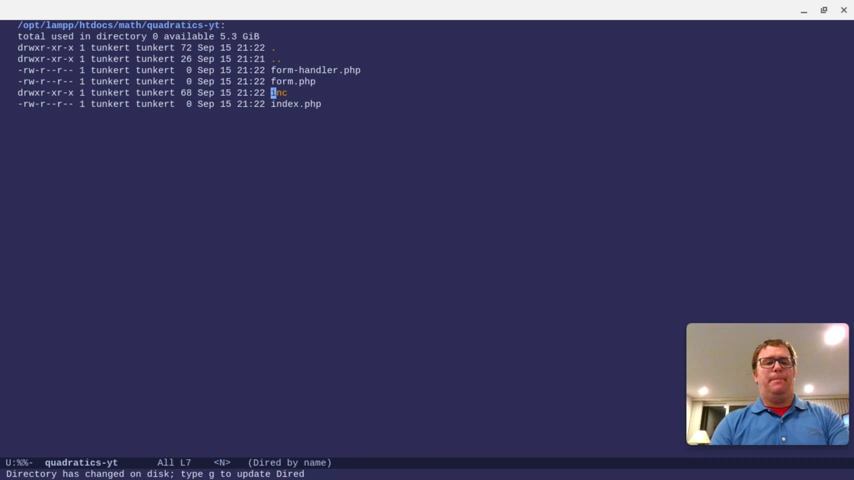 /opt/lampp/htdocs/math/quadratics-yt:
total used in directory 0 available 5.3 GiB
drwxr-xr-x 1 tunkert tunkert 72 Sep 15 21:22 .
drwxr-xr-x 1 tunkert tunkert 26 Sep 15 21:21 ..
-rw-r--r-- 1 tunkert tunkert  0 Sep 15 21:22 form-handler.php
-rw-r--r-- 1 tunkert tunkert  0 Sep 15 21:22 form.php
drwxr-xr-x 1 tunkert tunkert 68 Sep 15 21:22 inc
-rw-r--r-- 1 tunkert tunkert  0 Sep 15 21:22 index.php
U:%%-  quadratics-yt       All L7    <N>   (Dired by name)
Directory has changed on disk; type g to update Dired